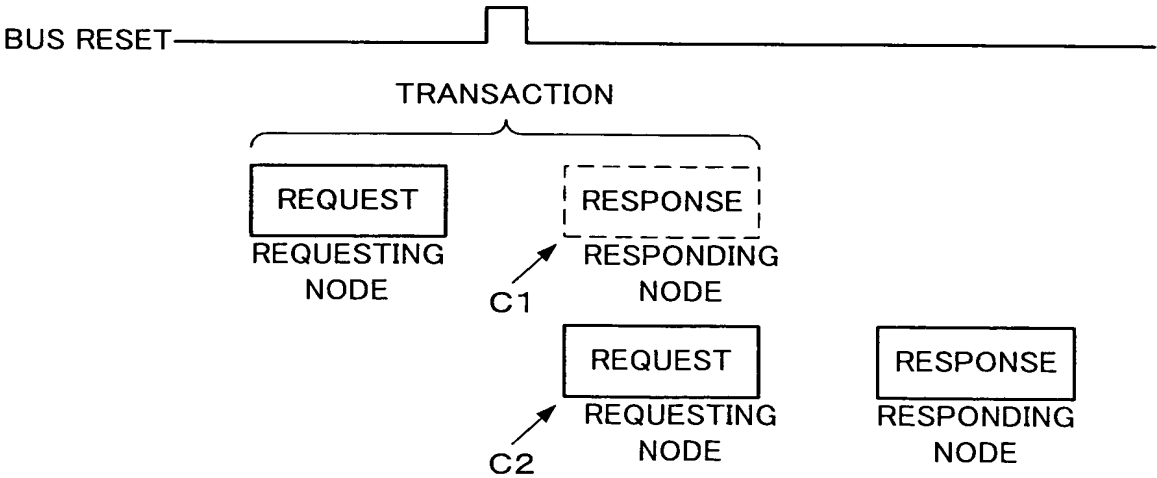 BUS RESET
TRANSACTION
REQUEST
RESPONSE
REQUESTING
NODE
RESPONDING
NODE
C1
REQUEST
RESPONSE
REQUESTING
NODE
RESPONDING
NODE
C2